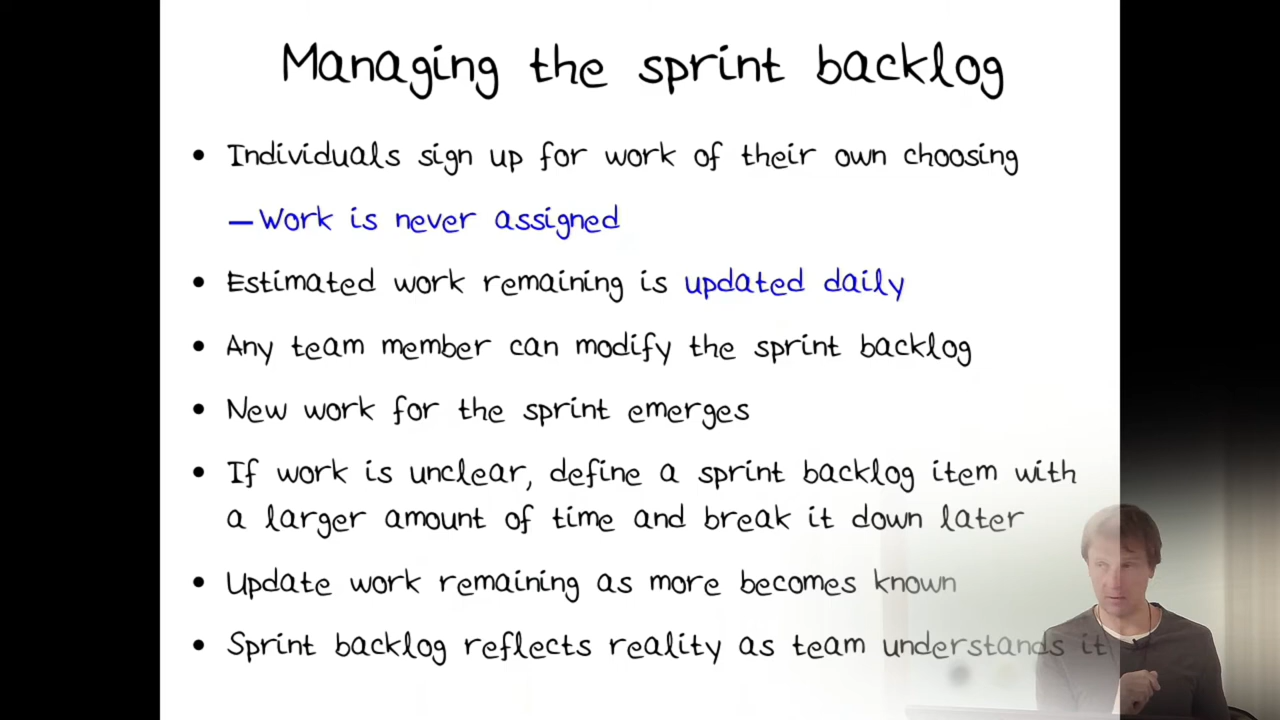 Managing the sprint backlog
• Individuals sign up for work of their own choosing
– Work is never assigned
• Estimated work remaining is updated daily
• Any team member can modify the sprint backlog
• New work for the sprint emerges
• If work is unclear, define a sprint backlog item with
a larger amount of time and break it down later
• Update work remaining as more becomes known
• Sprint backlog reflects reality as team understands it